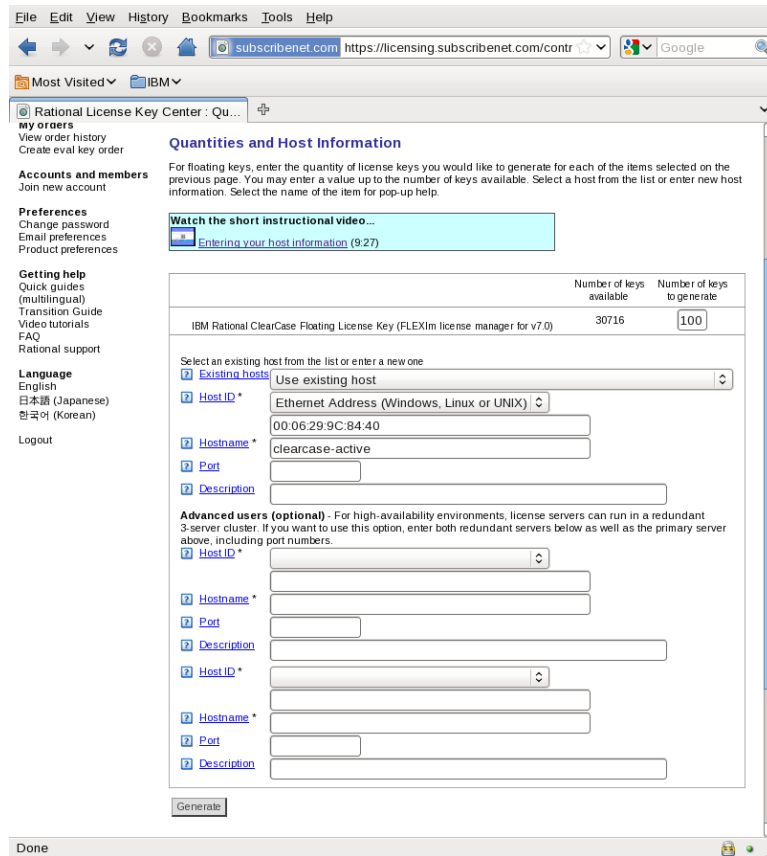 File Edit View History Bookmarks Tools Help
subscribenet.com https://licensing.subscribenet.com/contr Google
Most Visited IBM
Rational License Key Center : Qu...
My orders
View order history
Create eval key order
Accounts and members
Join new account
Preferences
Change password
Email preferences
Product preferences
Getting help
Quick guides
(multilingual)
Transition Guide
Video tutorials
FAQ
Rational support
Language
English
日本語 (Japanese)
한국어 (Korean)
Logout
Quantities and Host Information
For floating keys, enter the quantity of license keys you would like to generate for each of the items selected on the
previous page. You may enter a value up to the number of keys available. Select a host from the list or enter new host
information. Select the name of the item for pop-up help.
Watch the short instructional video...
Entering your host information (9:27)
Number of keys available
Number of keys to generate
IBM Rational ClearCase Floating License Key (FLEXlm license manager for v7.0) 30716 100
Select an existing host from the list or enter a new one
Existing hosts Use existing host
Host ID * Ethernet Address (Windows, Linux or UNIX)
00:06:29:9C:84:40
Hostname * clearcase-active
Port
Description
Advanced users (optional) - For high-availability environments, license servers can run in a redundant
3-server cluster. If you want to use this option, enter both redundant servers below as well as the primary server
above, including port numbers.
Host ID *
Hostname *
Port
Description
Host ID *
Hostname *
Port
Description
Generate
Done